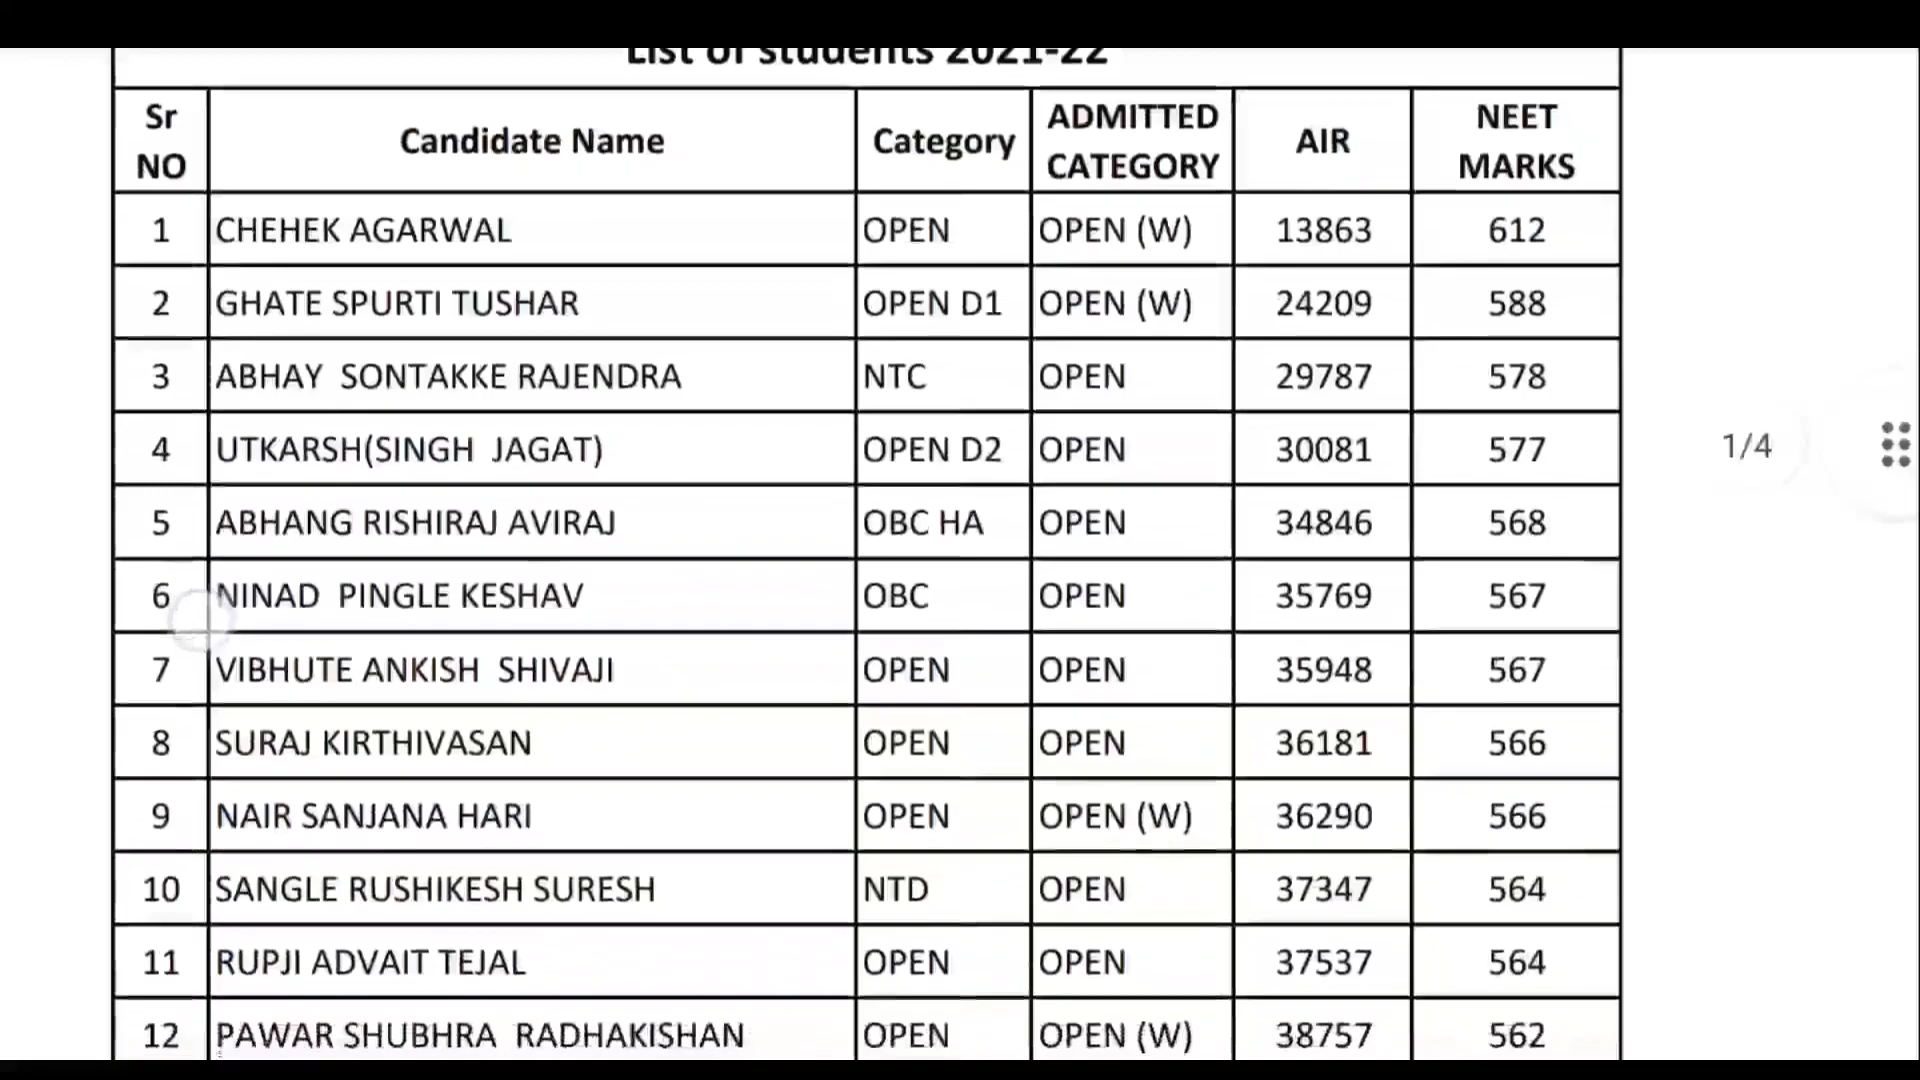 List of students 2021-22
Sr NO Candidate Name Category ADMITTED CATEGORY AIR NEET MARKS
1 CHEHEK AGARWAL OPEN OPEN (W) 13863 612
2 GHATE SPURTI TUSHAR OPEN D1 OPEN (W) 24209 588
3 ABHAY SONTAKKE RAJENDRA NTC OPEN 29787 578
4 UTKARSH(SINGH JAGAT) OPEN D2 OPEN 30081 577
1/4
5 ABHANG RISHIRAJ AVIRAJ OBC HA OPEN 34846 568
6 NINAD PINGLE KESHAV OBC OPEN 35769 567
7 VIBHUTE ANKISH SHIVAJI OPEN OPEN 35948 567
8 SURAJ KIRTHIVASAN OPEN OPEN 36181 566
9 NAIR SANJANA HARI OPEN OPEN (W) 36290 566
10 SANGLE RUSHIKESH SURESH NTD OPEN 37347 564
11 RUPJI ADVAIT TEJAL OPEN OPEN 37537 564
12 PAWAR SHUBHRA RADHAKISHAN OPEN OPEN (W) 38757 562